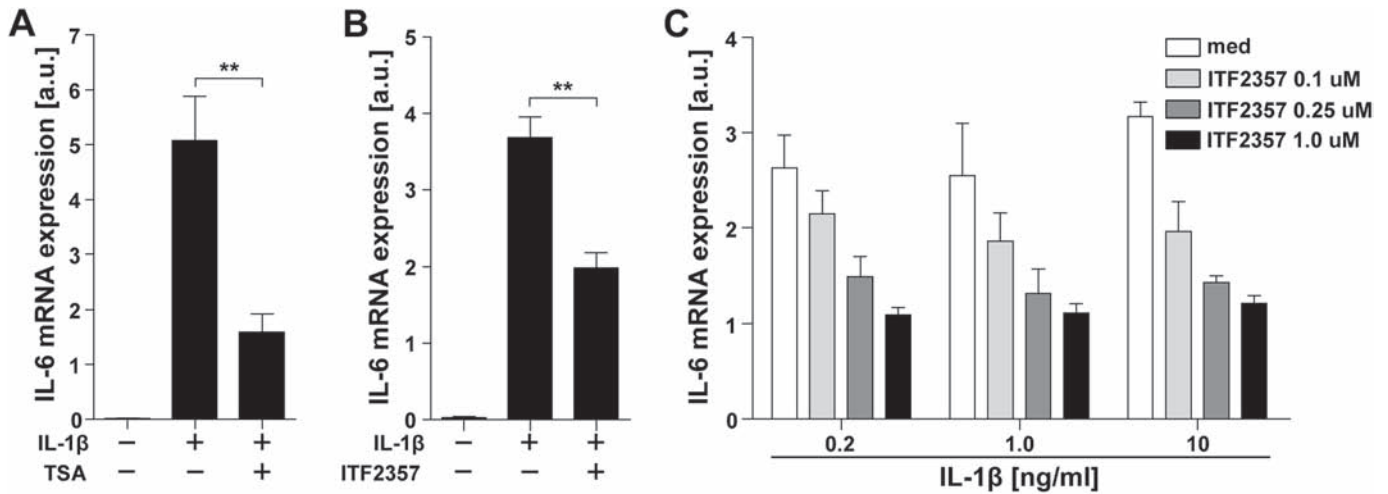 A
IL-6 mRNA expression [a.u.]
7
6
5
4
3
2
1
0
**
IL-1β – + +
TSA – – +
B
IL-6 mRNA expression [a.u.]
5
4
3
2
1
0
**
IL-1β – + +
ITF2357 – – +
C
IL-6 mRNA expression [a.u.]
4
3
2
1
0
med
ITF2357 0.1 uM
ITF2357 0.25 uM
ITF2357 1.0 uM
0.2 1.0 10
IL-1β [ng/ml]